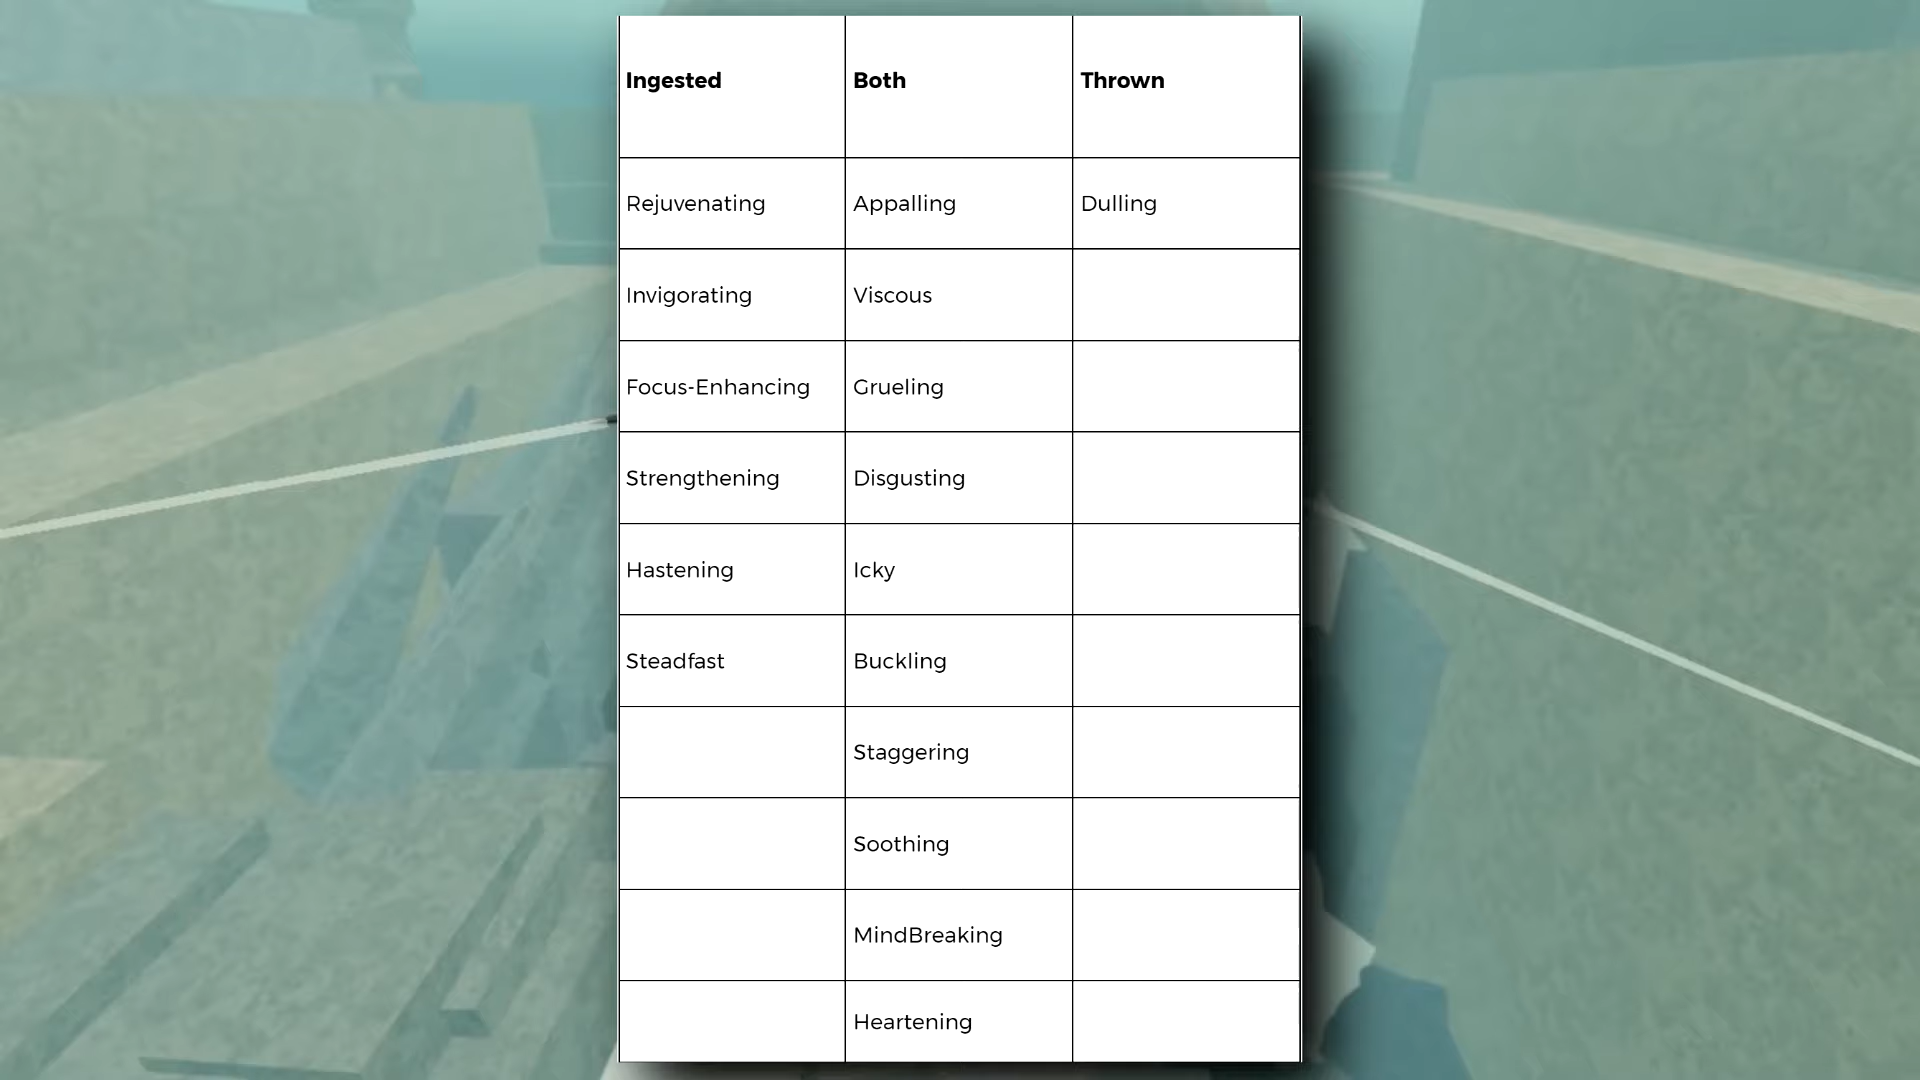 Ingested Both Thrown
Rejuvenating Appalling Dulling
Invigorating Viscous
Focus-Enhancing Grueling
Strengthening Disgusting
Hastening Icky
Steadfast Buckling
Staggering
Soothing
MindBreaking
Heartening